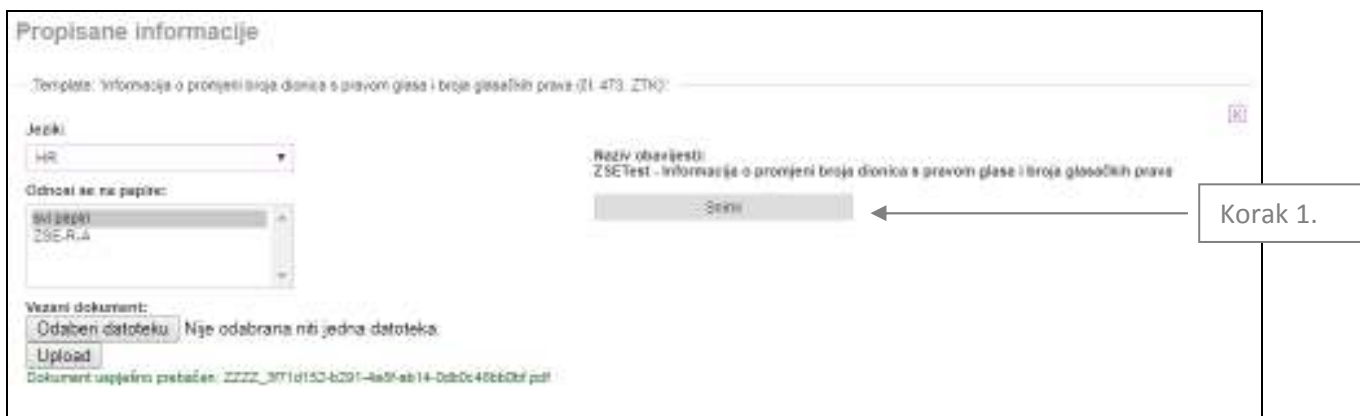 Propisane informacije
Template: 'Informacija o promjeni broja dionica s pravom glasa i broja glasačkih prava (čl. 473. ZTK)':
Jezik:
HR
Odnosi se na papire:
svi papiri
ZSE-R-A
Vezani dokument:
Odaberi datoteku Nije odabrana niti jedna datoteka.
Upload
Dokument uspješno prebačen:
Naziv obavijesti:
ZSETest - Informacija o promjeni broja dionica s pravom glasa i broja glasačkih prava
Snimi
Korak 1.